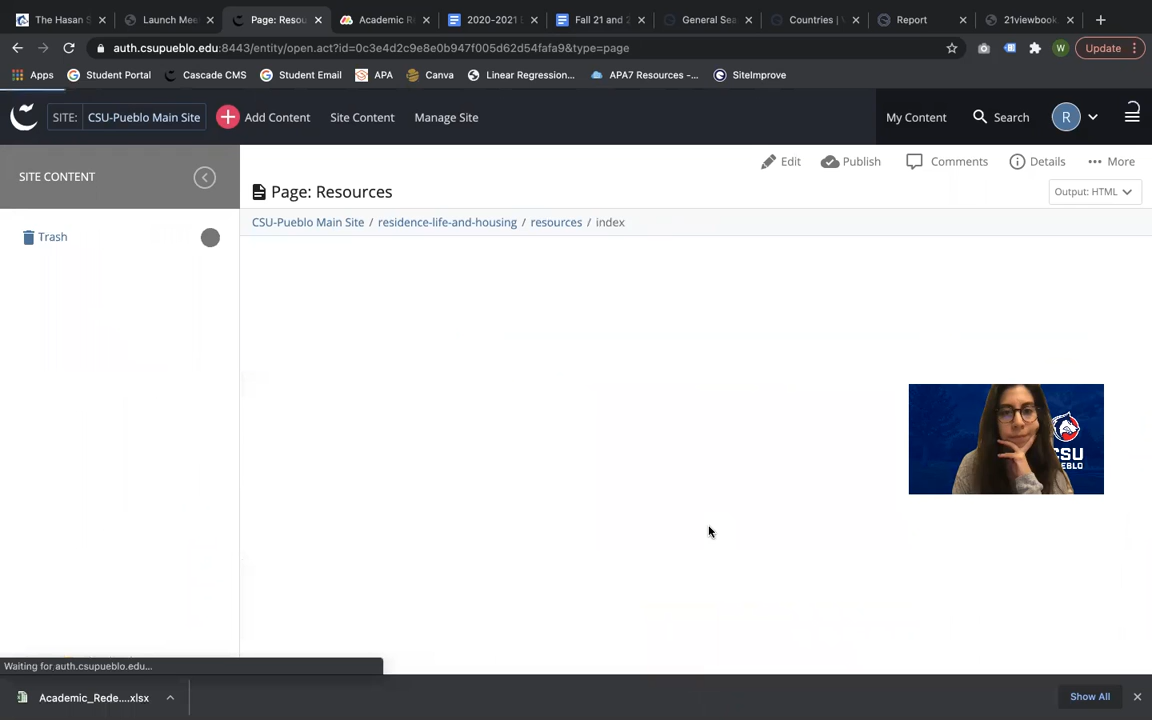 The Hasan S
Launch Mee
Page: Resou
Academic R
2020-2021
Fall 21 and 2
General Sea
Countries |
Report
21viewbook
auth.csupueblo.edu:8443/entity/open.act?id=0c3e4d2c9e8e0b947f005d62d54fafa9&type=page
W
Update
Apps
Student Portal
Cascade CMS
Student Email
APA
Canva
Linear Regression...
APA7 Resources -...
SiteImprove
SITE: CSU-Pueblo Main Site
Add Content
Site Content
Manage Site
My Content
Search
R
SITE CONTENT
Edit
Publish
Comments
Details
More
Page: Resources
Output: HTML
CSU-Pueblo Main Site / residence-life-and-housing / resources / index
Trash
CSU
EBLO
Waiting for auth.csupueblo.edu...
Academic_Rede....xlsx
Show All